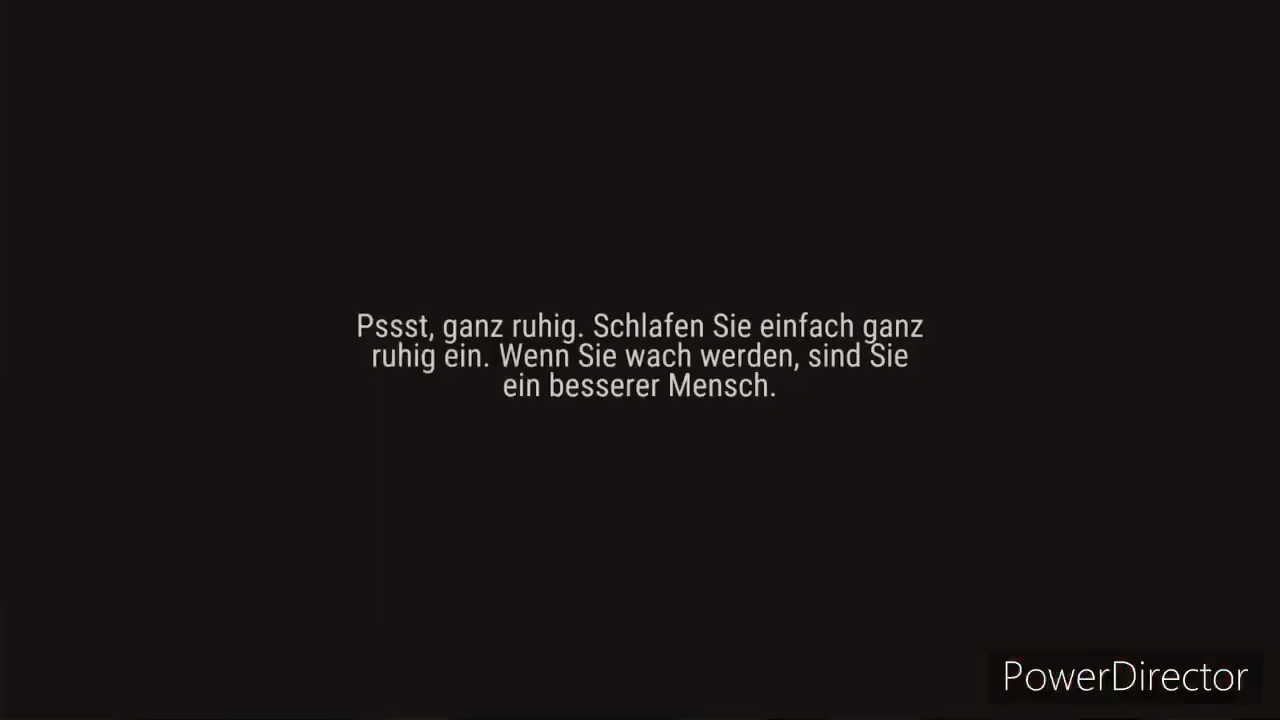 Pssst, ganz ruhig. Schlafen Sie einfach ganz
ruhig ein. Wenn Sie wach werden, sind Sie
ein besserer Mensch.
PowerDirector